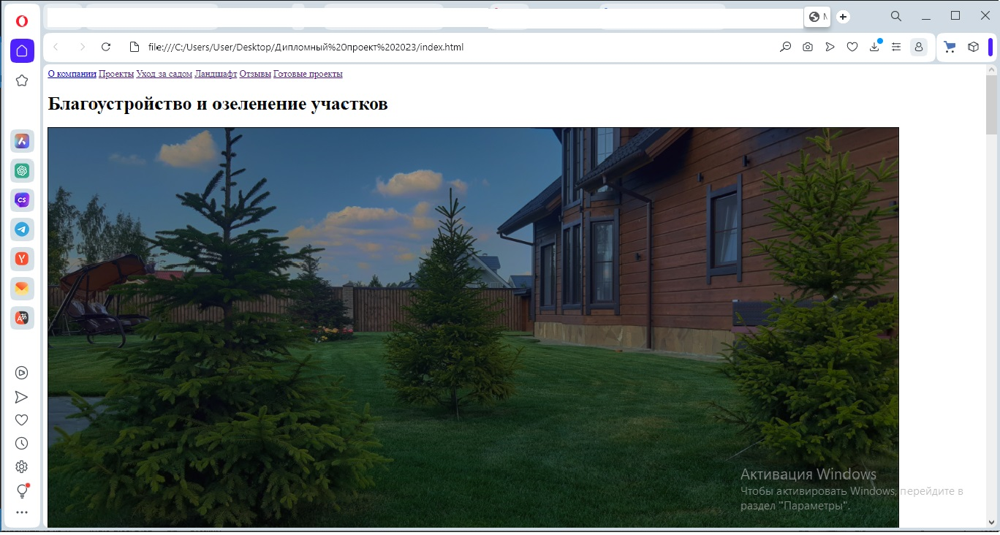 file:///C:/Users/User/Desktop/Дипломный%20проект%202023/index.html
О компании Проекты Уход за садом Ландшафт Отзывы Готовые проекты
Благоустройство и озеленение участков
Активация Windows
Чтобы активировать Windows, перейдите в
раздел "Параметры".